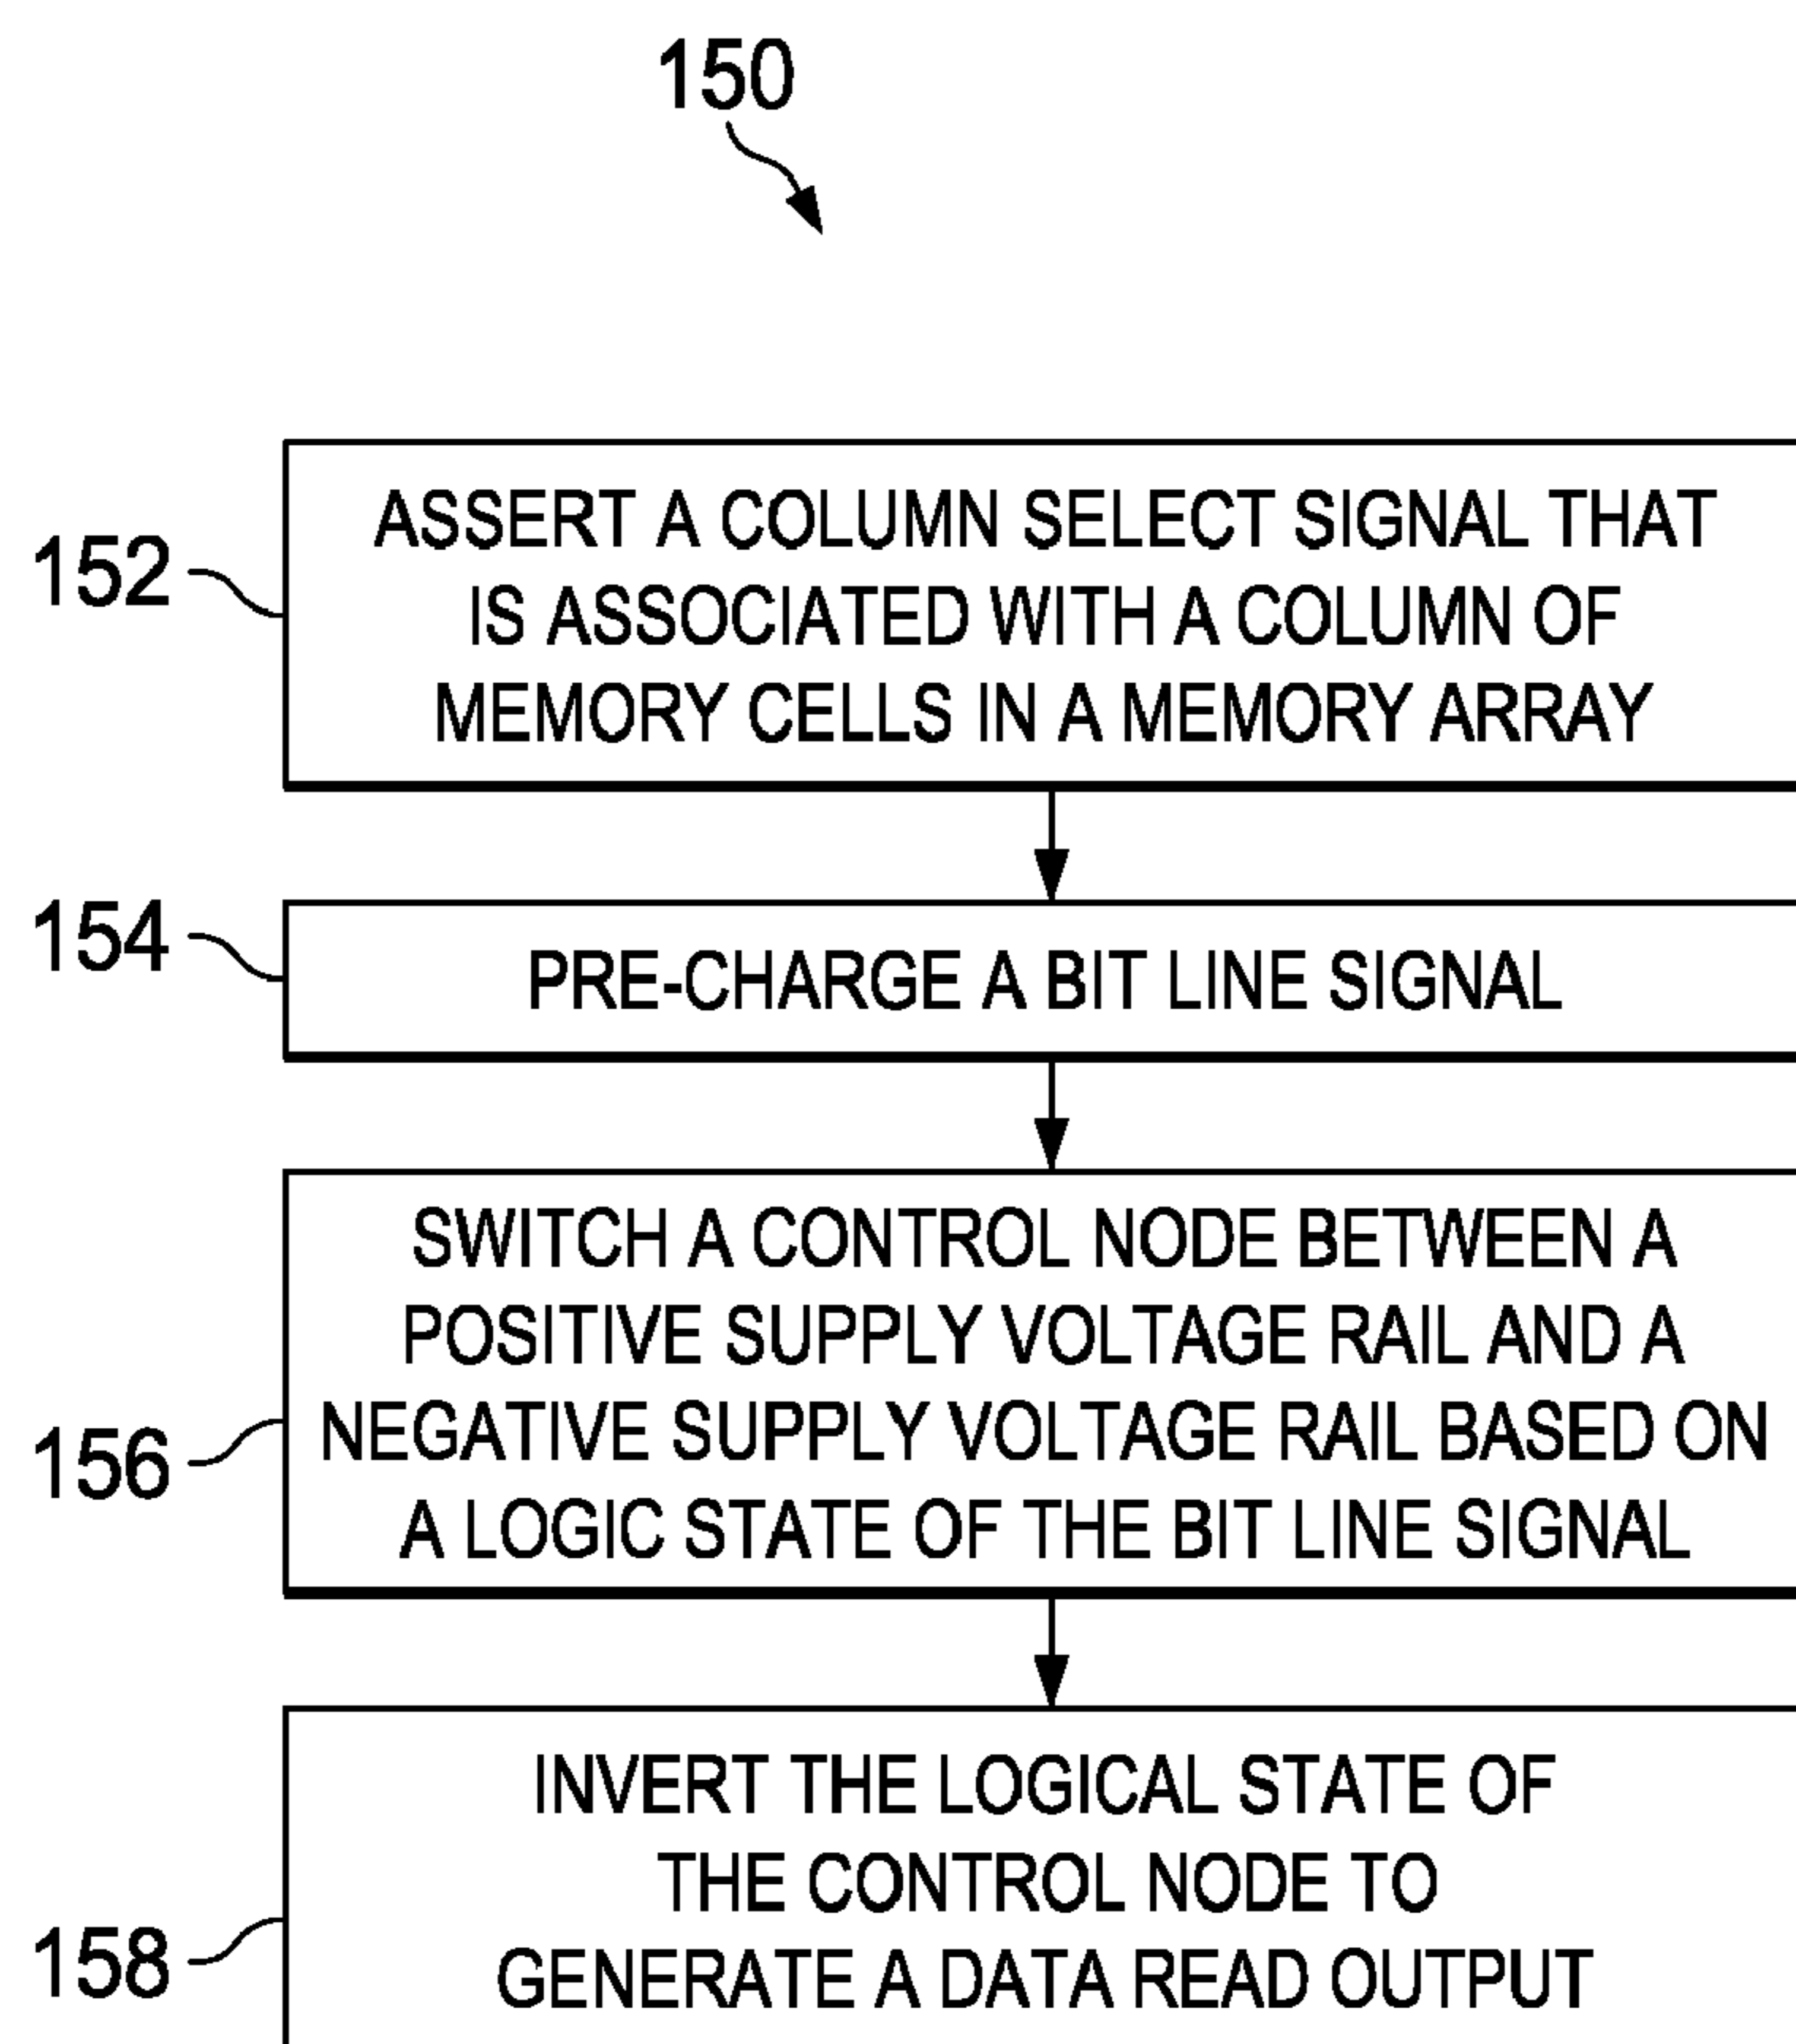 150
152
ASSERT A COLUMN SELECT SIGNAL THAT
IS ASSOCIATED WITH A COLUMN OF
MEMORY CELLS IN A MEMORY ARRAY
154
PRE-CHARGE A BIT LINE SIGNAL
156
SWITCH A CONTROL NODE BETWEEN A
POSITIVE SUPPLY VOLTAGE RAIL AND A
NEGATIVE SUPPLY VOLTAGE RAIL BASED ON
A LOGIC STATE OF THE BIT LINE SIGNAL
158
INVERT THE LOGICAL STATE OF
THE CONTROL NODE TO
GENERATE A DATA READ OUTPUT